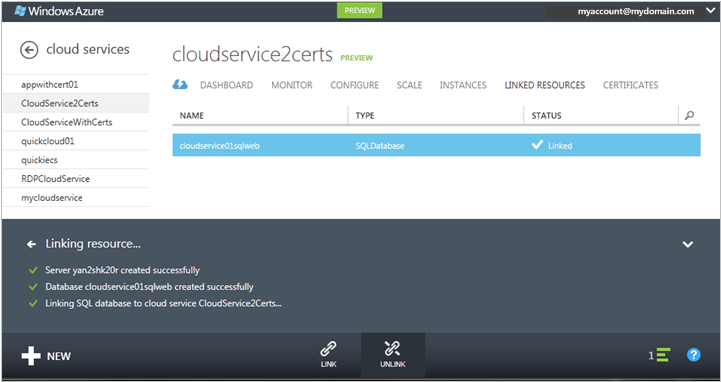 Windows Azure
PREVIEW
myaccount@mydomain.com
cloud services
appwithcert01
CloudService2Certs
CloudServiceWithCerts
quickcloud01
quickiecs
RDPCloudService
mycloudservice
cloudservice2certs PREVIEW
DASHBOARD MONITOR CONFIGURE SCALE INSTANCES LINKED RESOURCES CERTIFICATES
NAME TYPE STATUS
cloudservice01sqlweb SQLDatabase Linked
Linking resource...
Server yan2shk20r created successfully
Database cloudservice01sqlweb created successfully
Linking SQL database to cloud service CloudService2Certs...
NEW
LINK
UNLINK
1
?